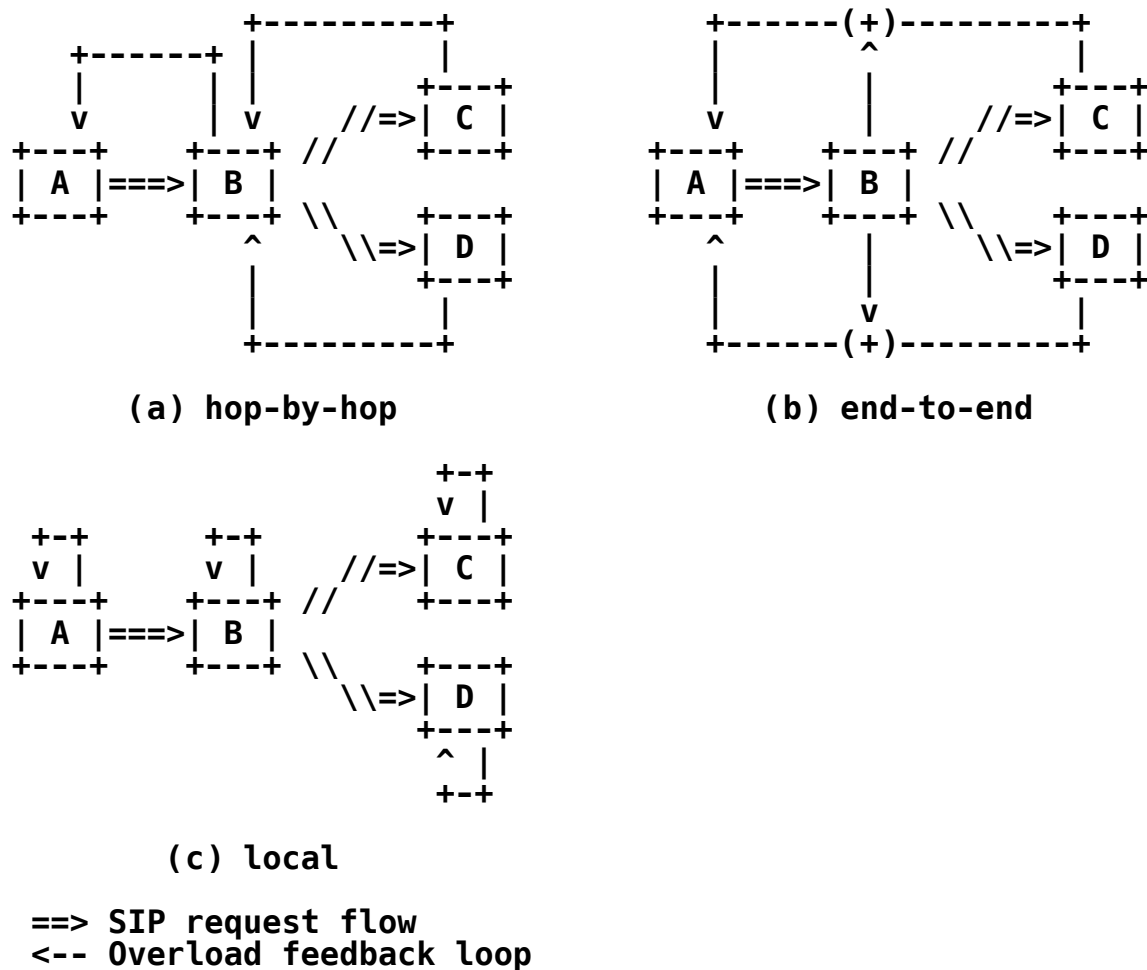 +------+  +---------+                   +------(+)---------+
   |      |  |         |                   |       ^          |
   |      |  |       +---+                 |       |        +---+
   v      |  v  //=>| C |                 v       |    //=>| C |
+---+    +---+ //   +---+               +---+    +---+ //   +---+
| A |===>| B |                          | A |===>| B |
+---+    +---+ \\   +---+               +---+    +---+ \\   +---+
            ^   \\=>| D |                 ^       |    \\=>| D |
            |       +---+                 |       |        +---+
            |         |                   |       v          |
            +---------+                   +------(+)---------+
      (a) hop-by-hop                         (b) end-to-end
                      +-+
                      v |
 +-+      +-+        +---+
 v |      v |   //=>| C |
+---+    +---+ //   +---+
| A |===>| B |
+---+    +---+ \\   +---+
                \\=>| D |
                    +---+
                     ^ |
                     +-+
        (c) local
 ==> SIP request flow
 <-- Overload feedback loop